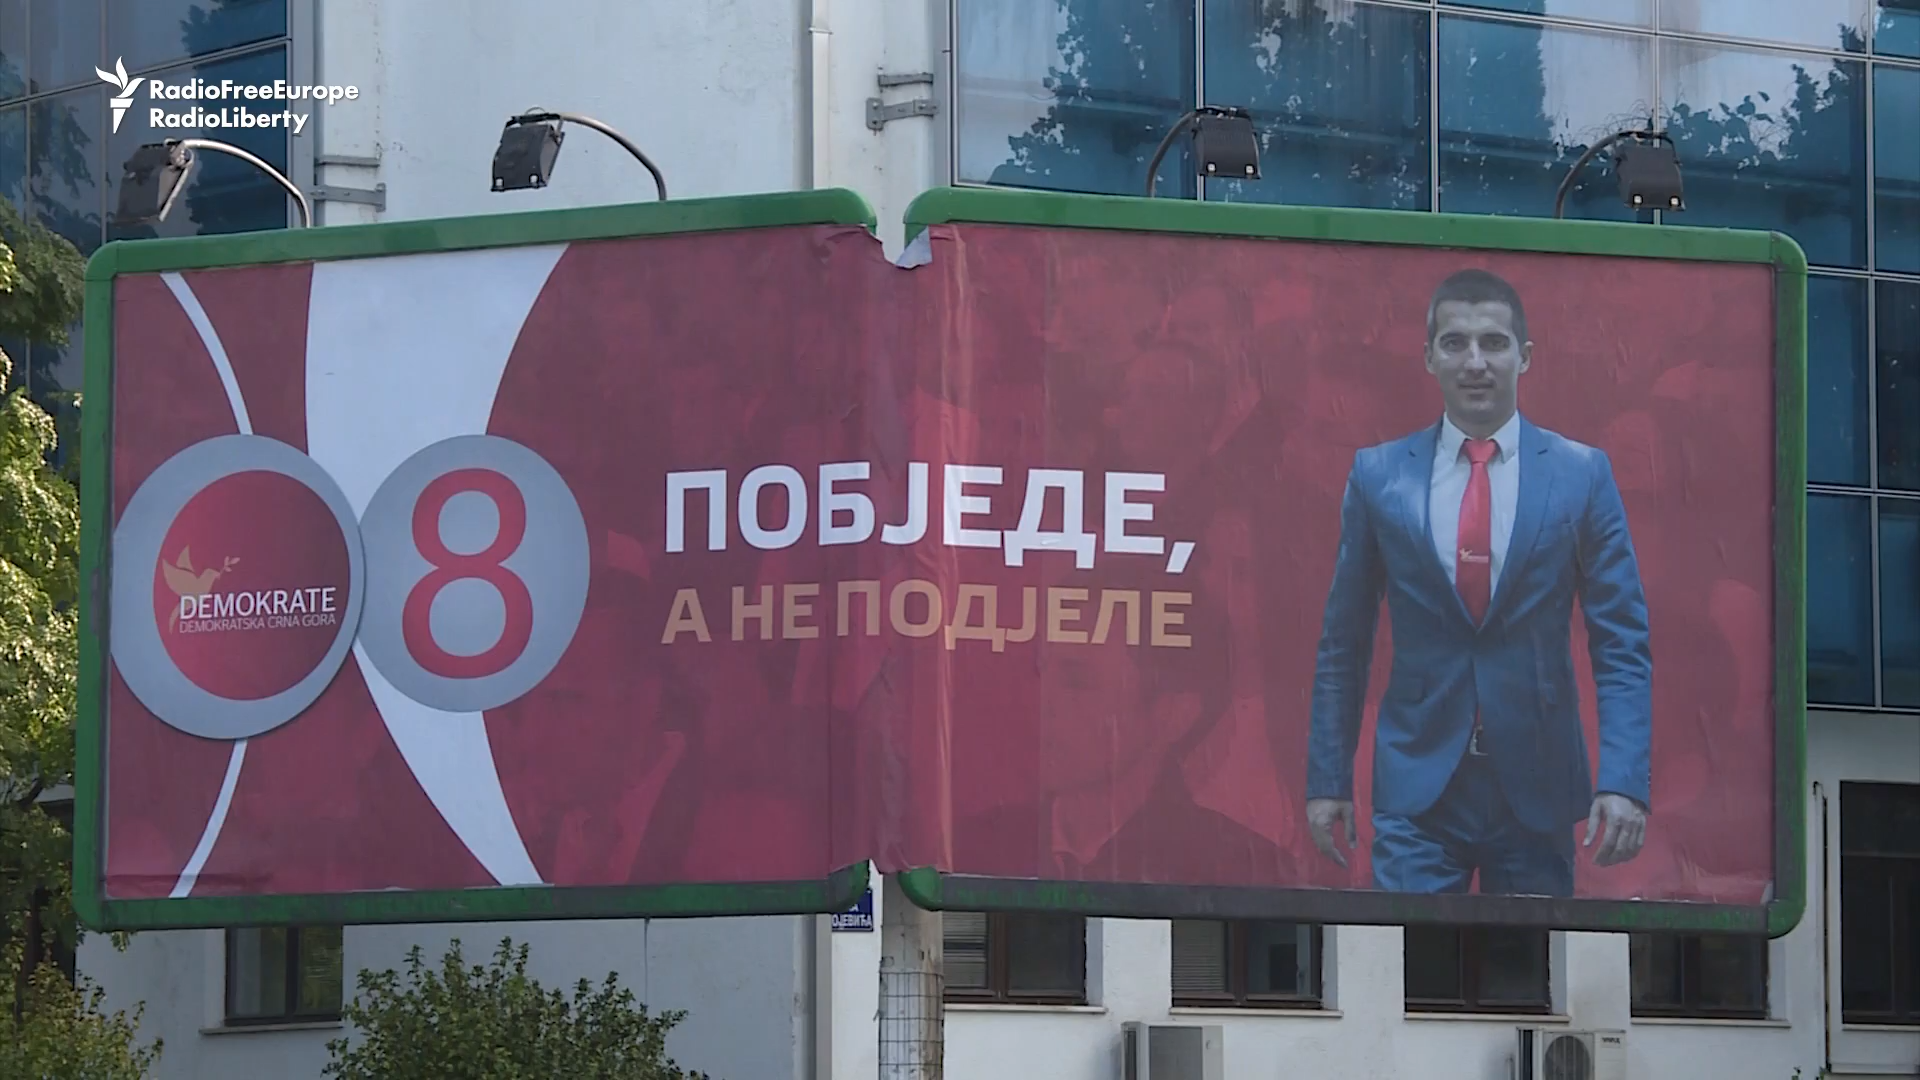 RadioFreeEurope
RadioLiberty
DEMOKRATE
DEMOKRATSKA CRNA GORA
8
ПОБЈЕДЕ,
А НЕ ПОДЈЕЛЕ